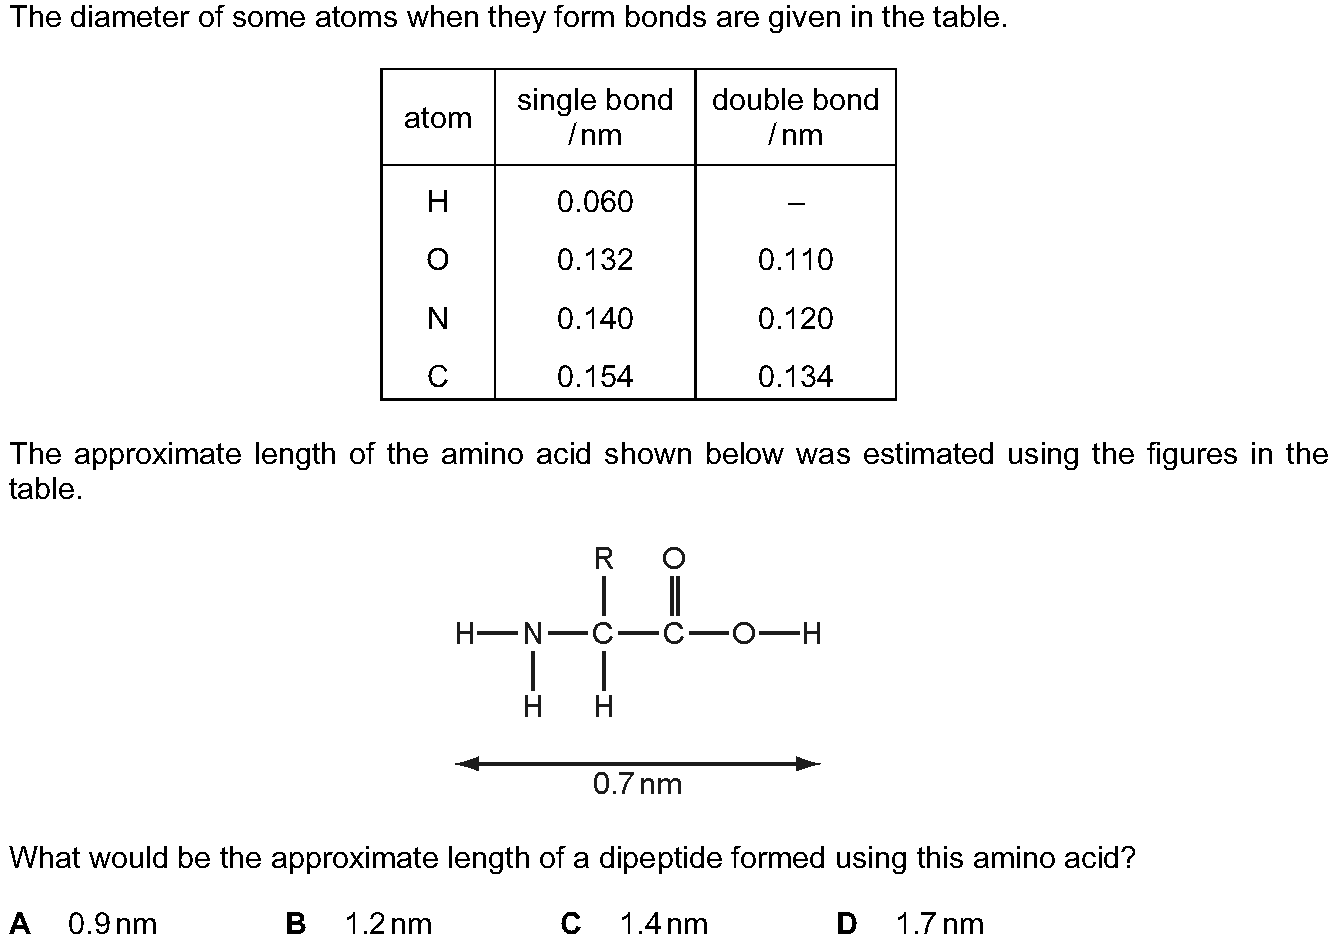 The diameter of some atoms when they form bonds are given in the table.
atom single bond /nm double bond /nm
H 0.060 –
O 0.132 0.110
N 0.140 0.120
C 0.154 0.134
The approximate length of the amino acid shown below was estimated using the figures in the
table.
R O
H N C C O H
H H
0.7 nm
What would be the approximate length of a dipeptide formed using this amino acid?
A 0.9 nm B 1.2 nm C 1.4 nm D 1.7 nm